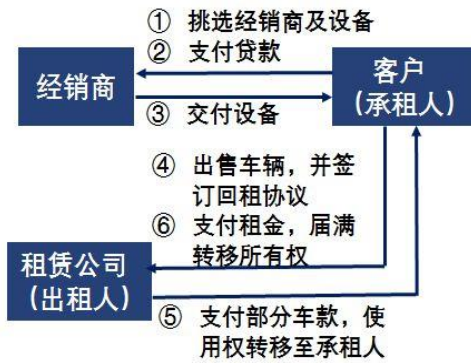 ① 挑选经销商及设备
② 支付贷款
经销商
客户
（承租人）
③ 交付设备
④ 出售车辆，并签
订回租协议
⑥ 支付租金，届满
转移所有权
租赁公司
（出租人）
⑤ 支付部分车款，使
用权转移至承租人